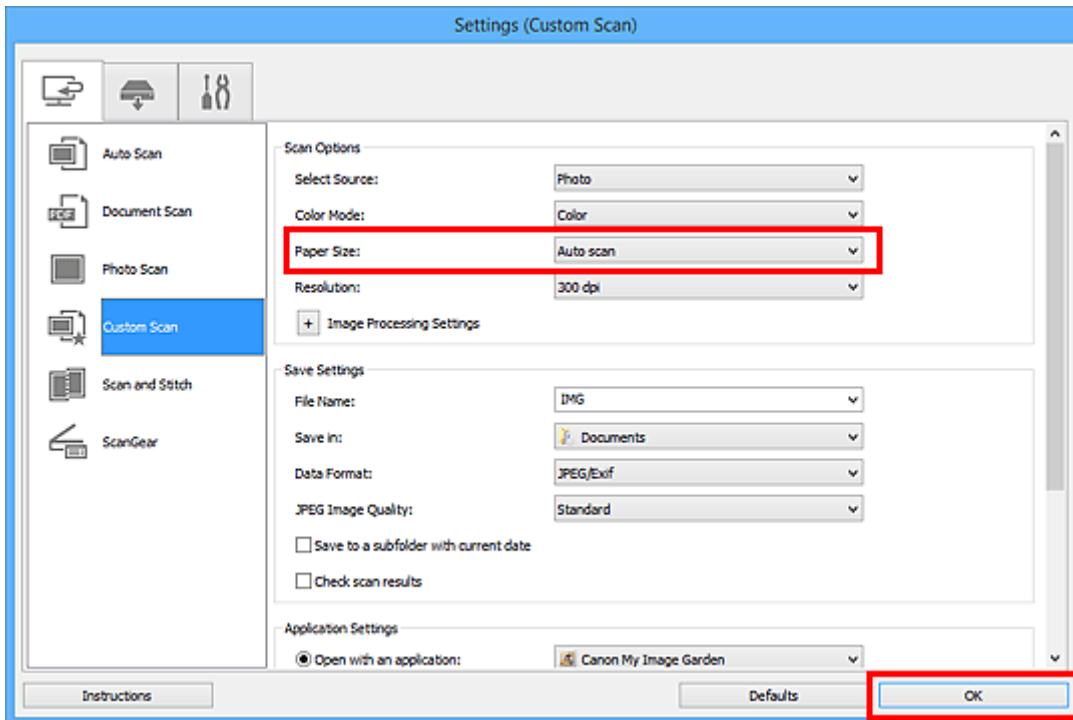 Settings (Custom Scan)
Auto Scan
Document Scan
PDF
Photo Scan
Custom Scan
Scan and Stitch
ScanGear
Scan Options
Select Source: Photo
Color Mode: Color
Paper Size: Auto scan
Resolution: 300 dpi
+ Image Processing Settings
Save Settings
File Name: IMG
Save in: Documents
Data Format: JPEG/Exif
JPEG Image Quality: Standard
Save to a subfolder with current date
Check scan results
Application Settings
Open with an application: Canon My Image Garden
Instructions
Defaults
OK